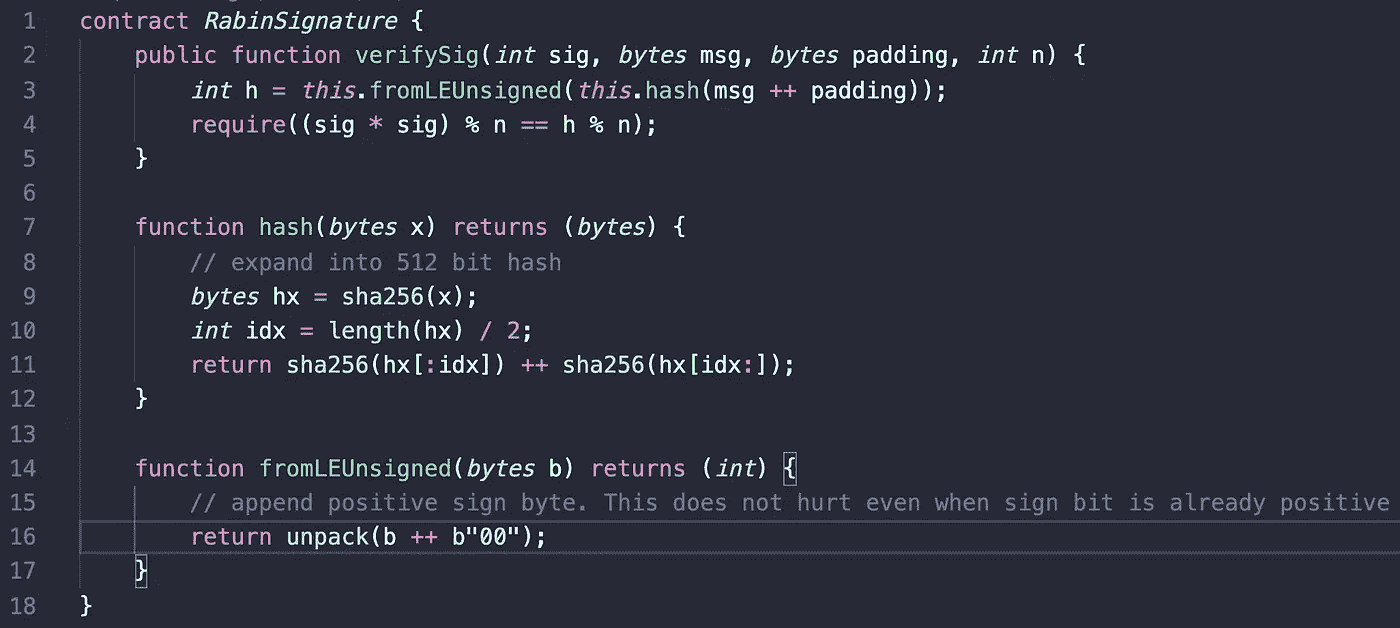 1 contract RabinSignature {
2 public function verifySig(int sig, bytes msg, bytes padding, int n) {
3 int h = this.fromLEUnsigned(this.hash(msg ++ padding));
4 require((sig * sig) % n == h % n);
5 }
6
7 function hash(bytes x) returns (bytes) {
8 // expand into 512 bit hash
9 bytes hx = sha256(x);
10 int idx = length(hx) / 2;
11 return sha256(hx[:idx]) ++ sha256(hx[idx:]);
12 }
13
14 function fromLEUnsigned(bytes b) returns (int) {
15 // append positive sign byte. This does not hurt even when sign bit is already positive
16 return unpack(b ++ b"00");
17 }
18 }